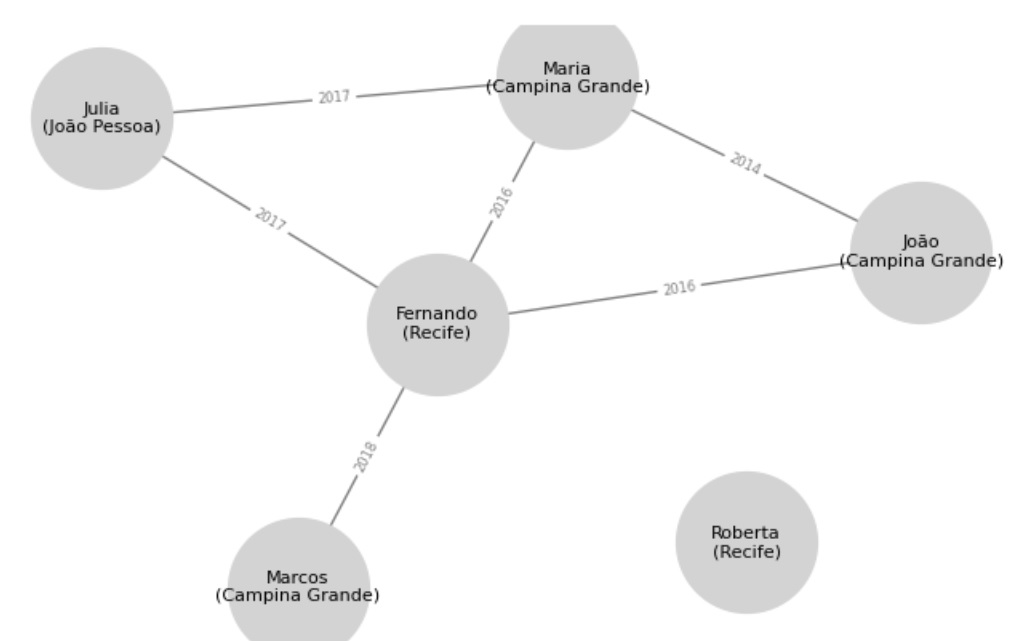 Maria
(Campina Grande)
2017
Julia
(João Pessoa)
2014
2016
2017
João
(Campina Grande)
2016
Fernando
(Recife)
2018
Roberta
(Recife)
Marcos
(Campina Grande)